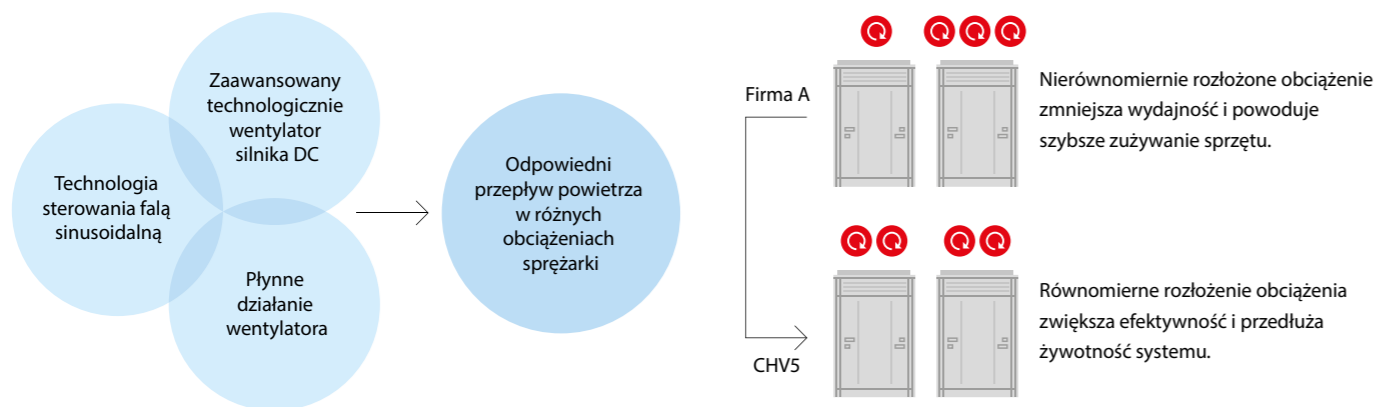 Zaawansowany
technologicznie
wentylator
silnika DC
Technologia
sterowania falą
sinusoidalną
Płynne
działanie
wentylatora
Odpowiedni
przepływ powietrza
w różnych
obciążeniach
sprężarki
Firma A
Nierównomiernie rozłożone obciążenie
zmniejsza wydajność i powoduje
szybsze zużywanie sprzętu.
CHV5
Równomierne rozłożenie obciążenia
zwiększa efektywność i przedłuża
żywotność systemu.